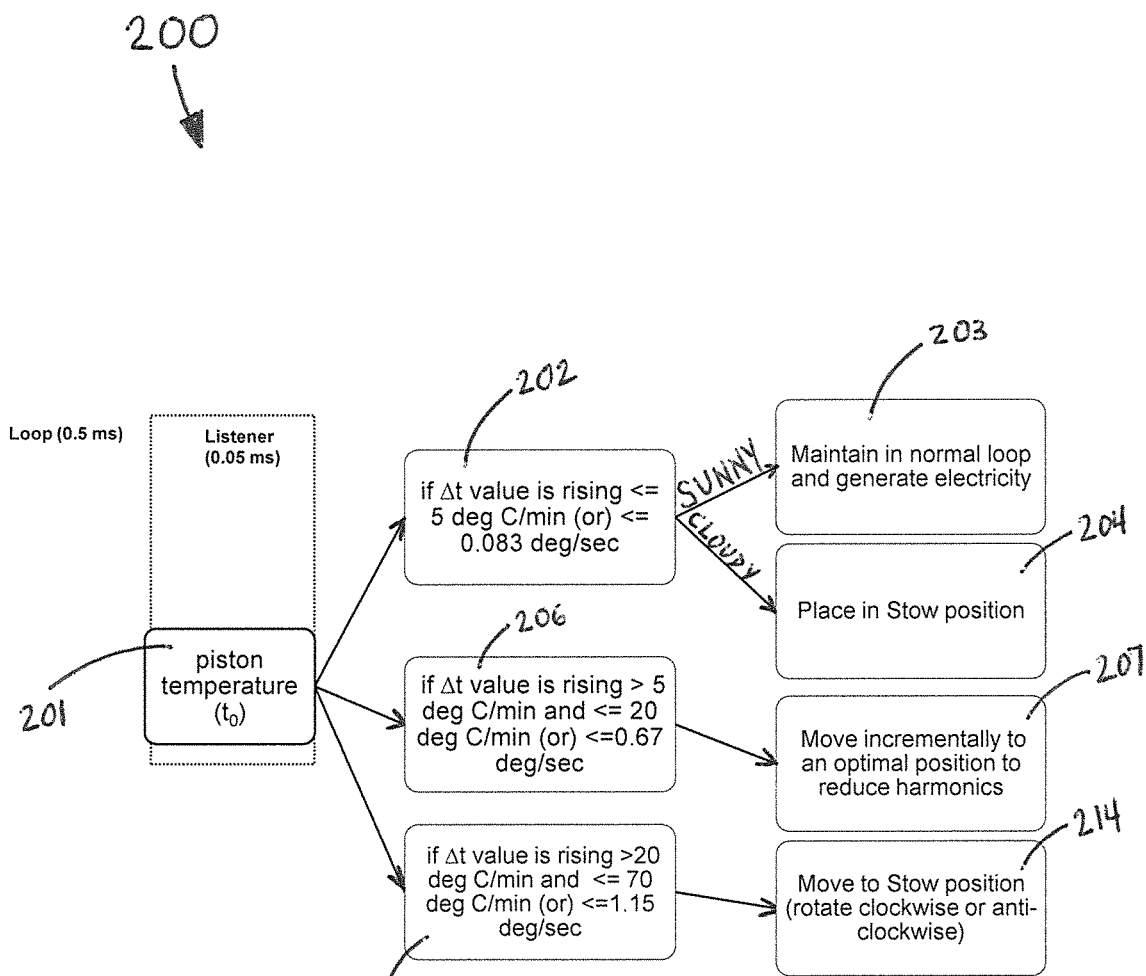 200
Loop (0.5 ms)
Listener
(0.05 ms)
201
piston
temperature
(t₀)
202
if Δt value is rising <=
5 deg C/min (or) <=
0.083 deg/sec
SUNNY
CLOUDY
203
Maintain in normal loop
and generate electricity
204
Place in Stow position
206
if Δt value is rising > 5
deg C/min and <= 20
deg C/min (or) <=0.67
deg/sec
207
Move incrementally to
an optimal position to
reduce harmonics
if Δt value is rising >20
deg C/min and <= 70
deg C/min (or) <=1.15
deg/sec
214
Move to Stow position
(rotate clockwise or anti-
clockwise)